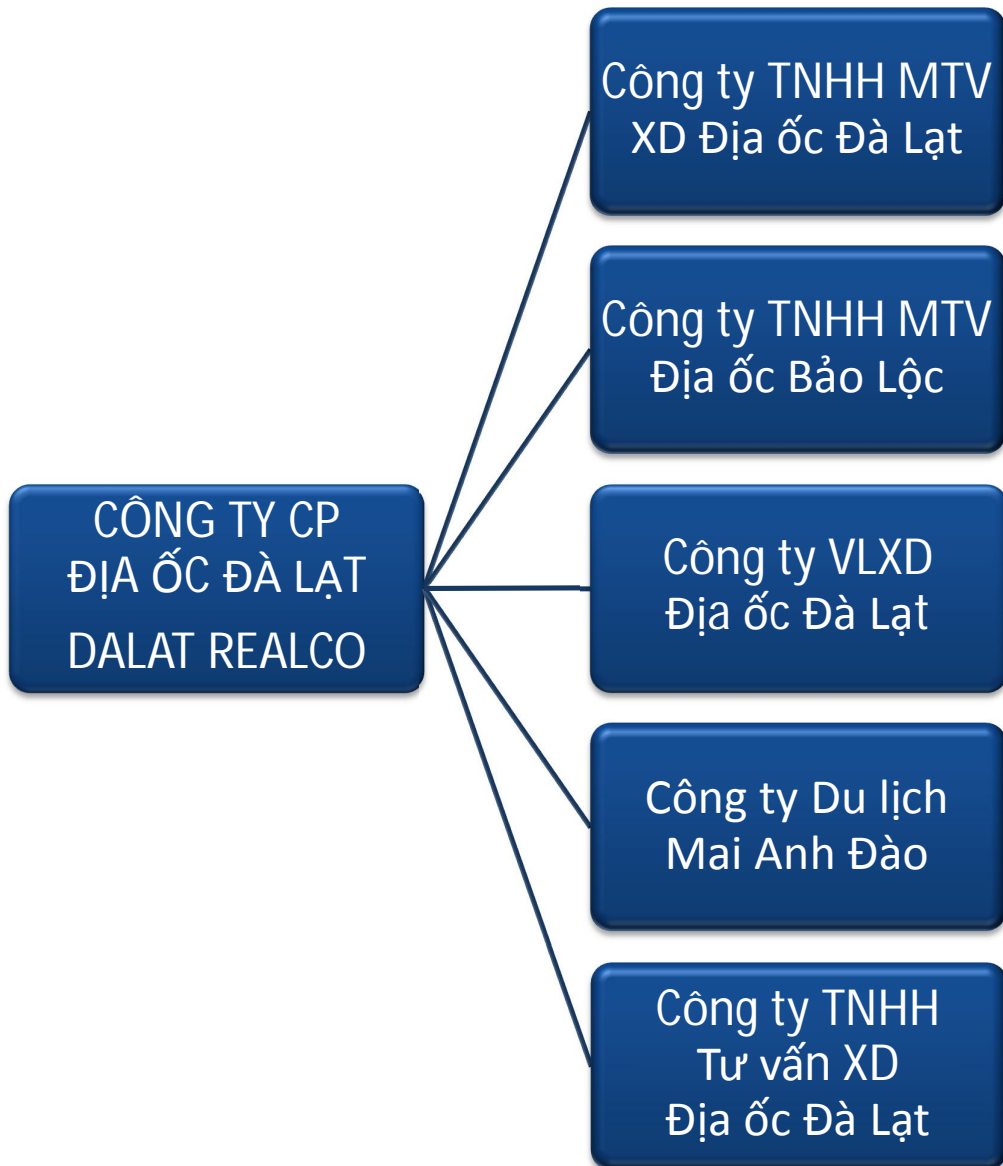 Công ty TNHH MTV
XD Địa ốc Đà Lạt
Công ty TNHH MTV
Địa ốc Bảo Lộc
CÔNG TY CP
ĐỊA ỐC ĐÀ LẠT
DALAT REALCO
Công ty VLXD
Địa ốc Đà Lạt
Công ty Du lịch
Mai Anh Đào
Công ty TNHH
Tư vấn XD
Địa ốc Đà Lạt